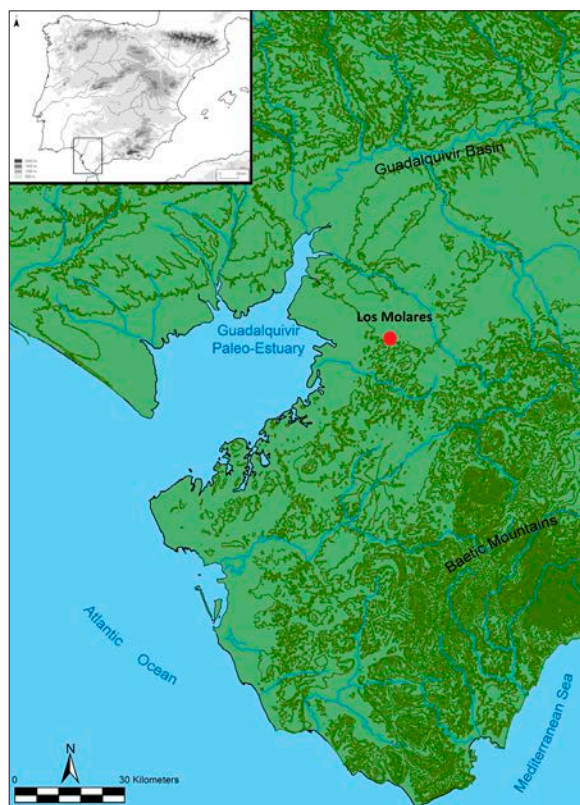 Guadalquivir Basin
Los Molares
Guadalquivir
Paleo-Estuary
Baetic Mountains
Atlantic Ocean
Mediterranean Sea
N
0
30 Kilometers